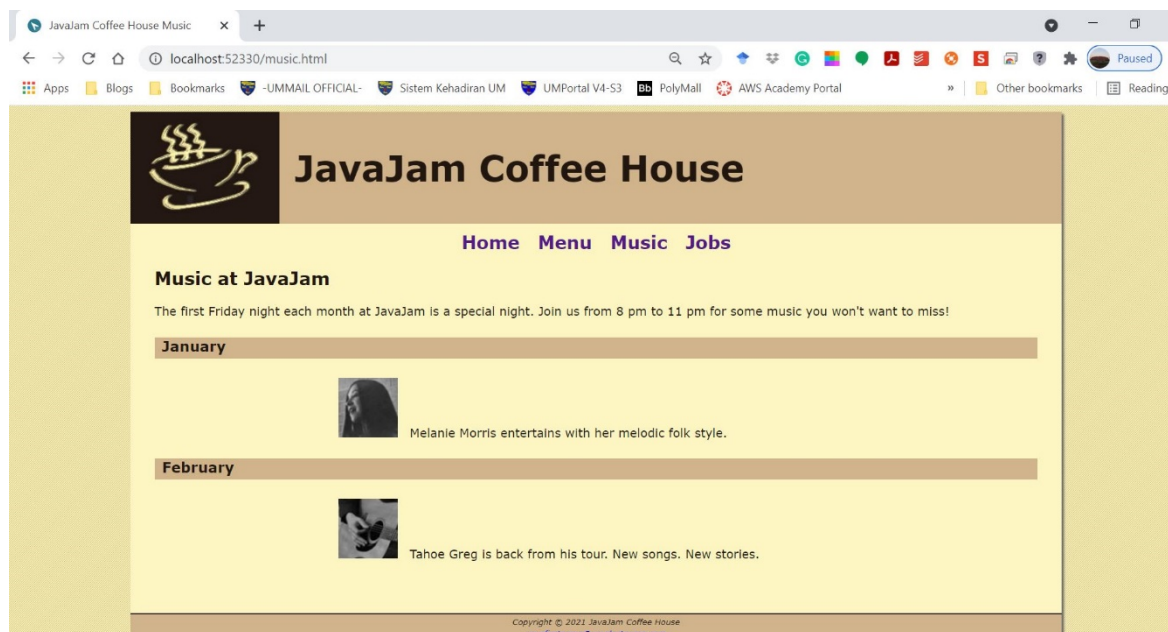 JavaJam Coffee House Music
localhost:52330/music.html
Paused
Apps Blogs Bookmarks -UMMAIL OFFICIAL- Sistem Kehadiran UM UMPortal V4-S3 Bb PolyMall AWS Academy Portal » Other bookmarks Reading
JavaJam Coffee House
Home Menu Music Jobs
Music at JavaJam
The first Friday night each month at JavaJam is a special night. Join us from 8 pm to 11 pm for some music you won't want to miss!
January
Melanie Morris entertains with her melodic folk style.
February
Tahoe Greg is back from his tour. New songs. New stories.
Copyright © 2021 JavaJam Coffee House